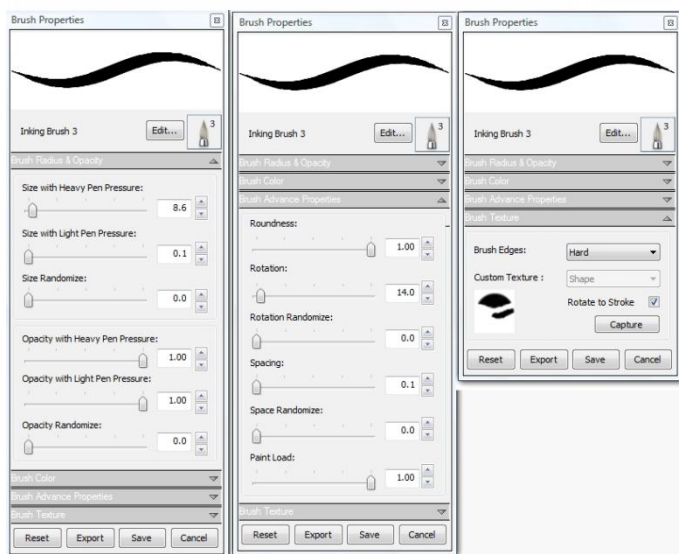 Brush Properties
Inking Brush 3
Edit...
3
Brush Radius & Opacity
Size with Heavy Pen Pressure:
8.6
Size with Light Pen Pressure:
0.1
Size Randomize:
0.0
Opacity with Heavy Pen Pressure:
1.00
Opacity with Light Pen Pressure:
1.00
Opacity Randomize:
0.0
Brush Color
Brush Advance Properties
Brush Texture
Reset Export Save Cancel
Brush Properties
Inking Brush 3
Edit...
3
Brush Radius & Opacity
Brush Color
Brush Advance Properties
Roundness:
1.00
Rotation:
14.0
Rotation Randomize:
0.0
Spacing:
0.1
Space Randomize:
0.0
Paint Load:
1.00
Brush Texture
Reset Export Save Cancel
Brush Properties
Inking Brush 3
Edit...
3
Brush Radius & Opacity
Brush Color
Brush Advance Properties
Brush Texture
Brush Edges: Hard
Custom Texture : Shape
Rotate to Stroke
Capture
Reset Export Save Cancel